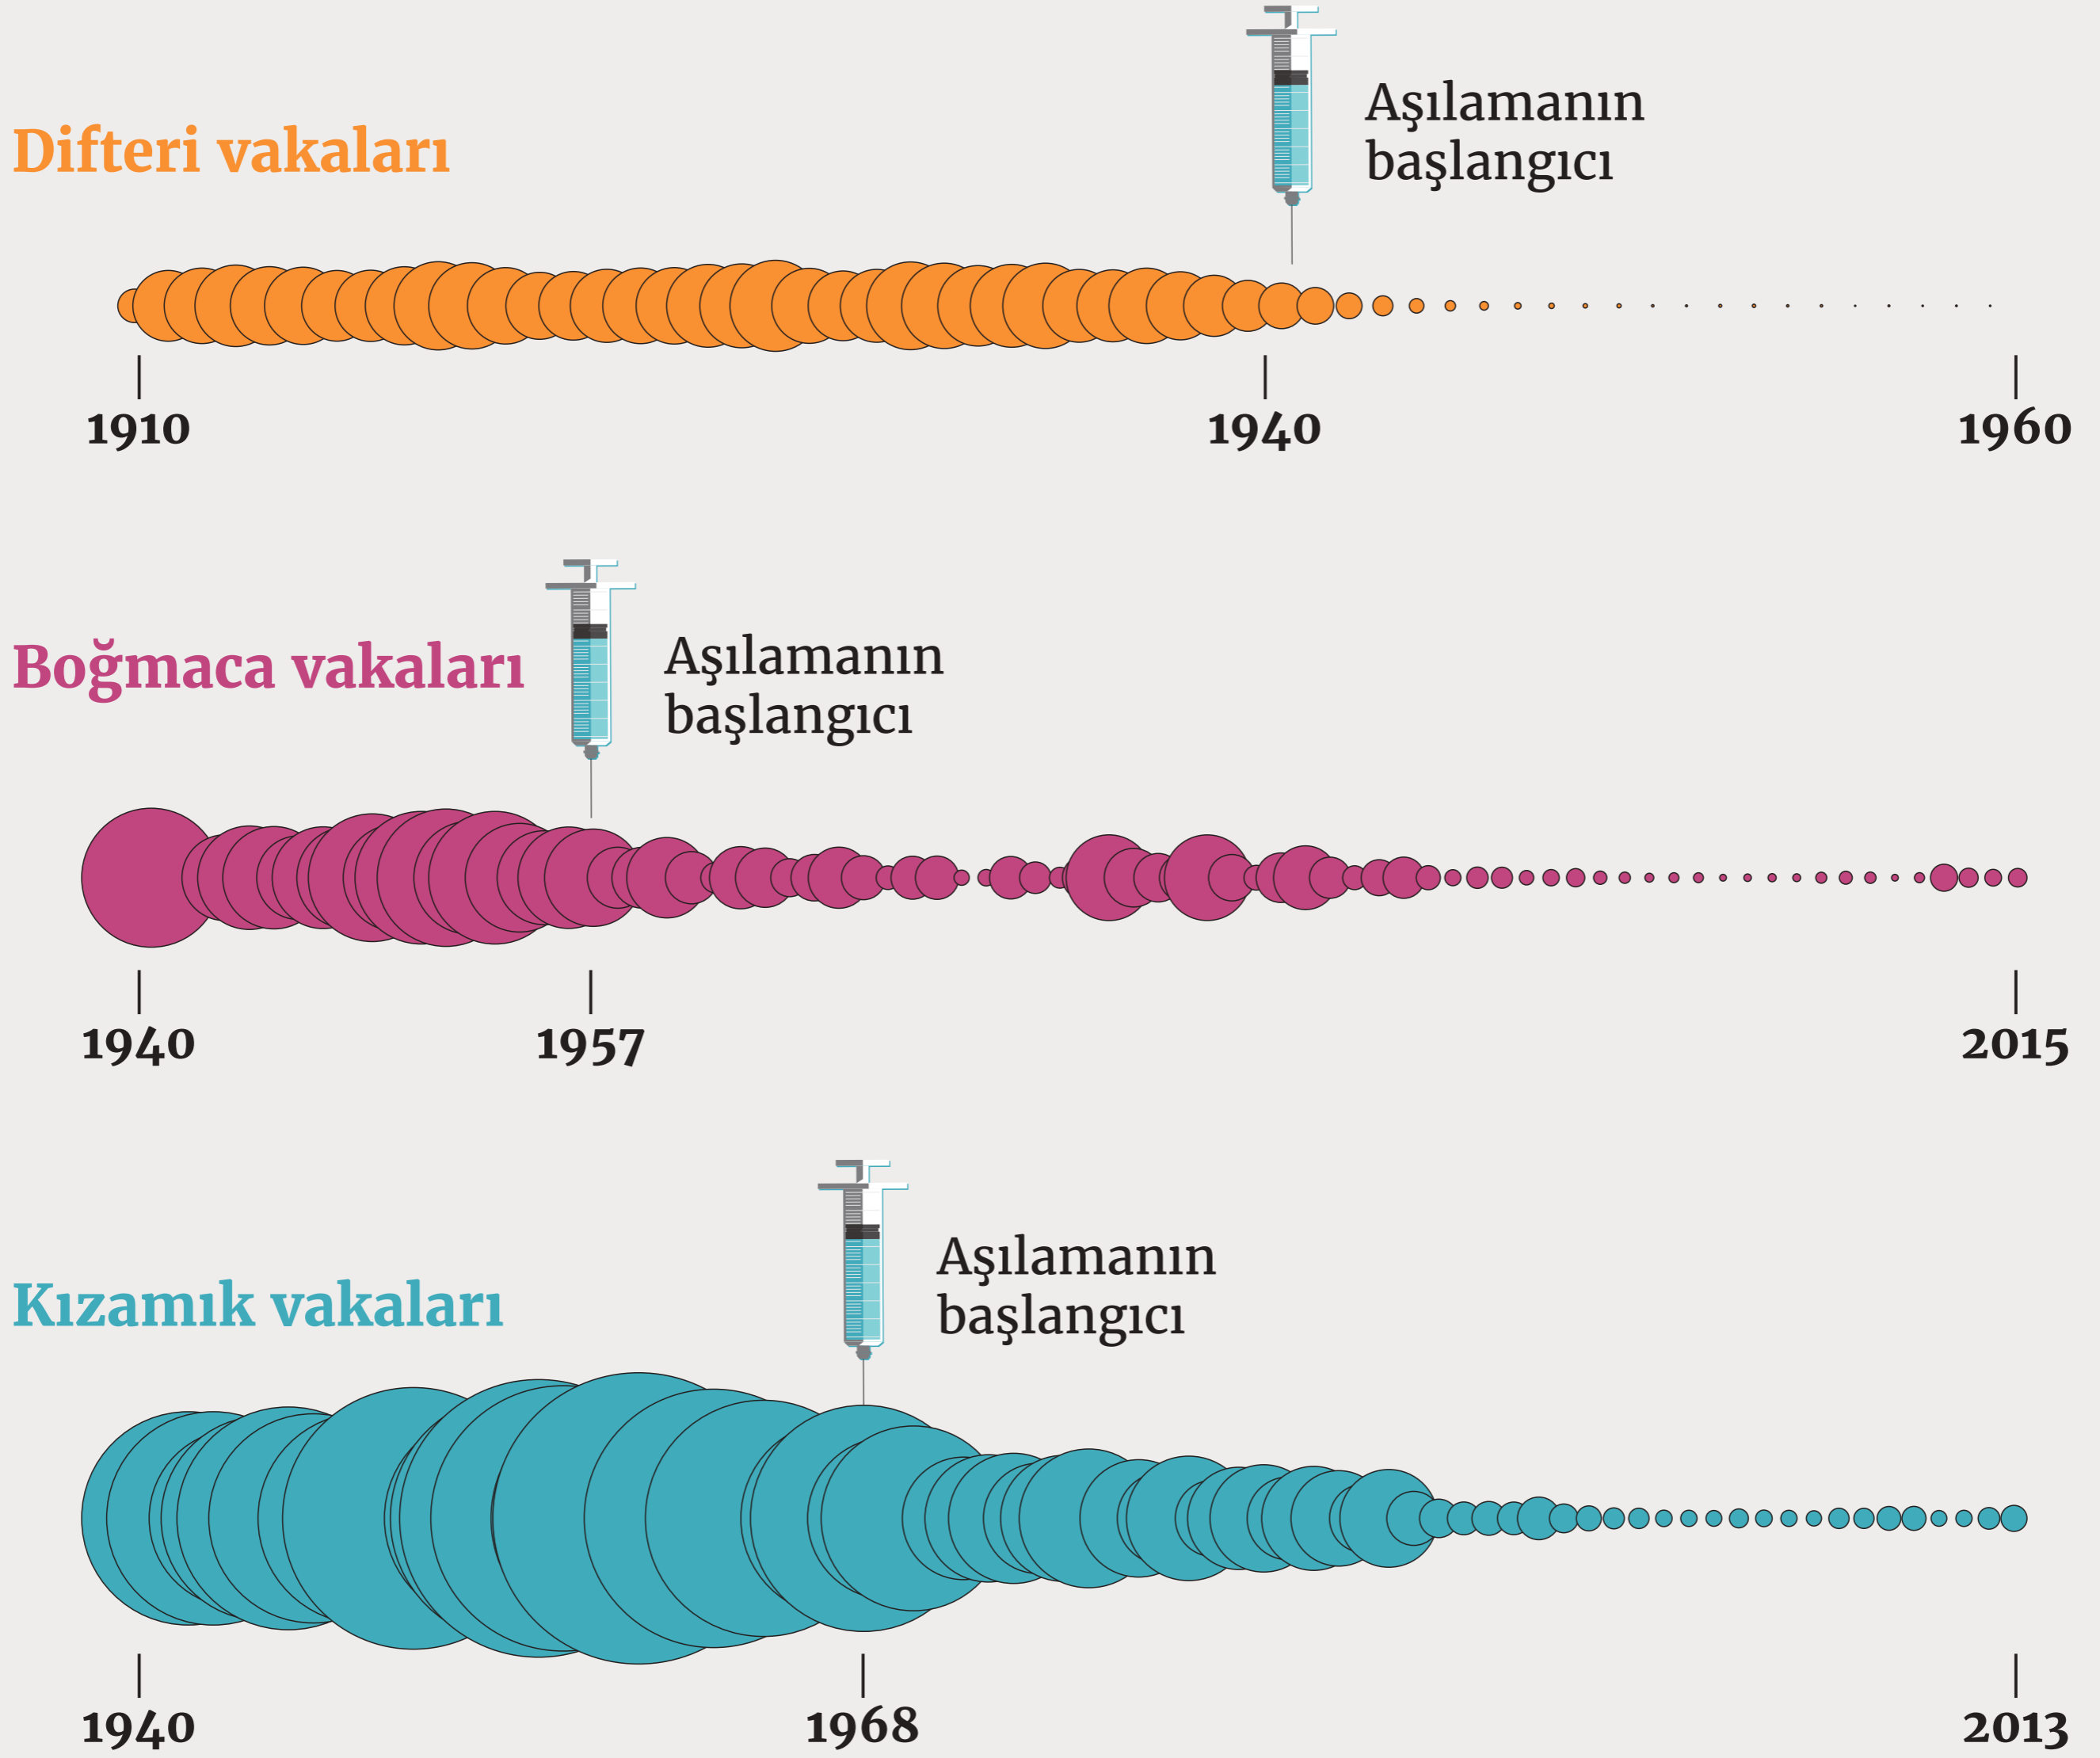 Difteri vakaları
Aşılamanın
başlangıcı
1910
1940
1960
Boğmaca vakaları
Aşılamanın
başlangıcı
1940
1957
2015
Kızamık vakaları
Aşılamanın
başlangıcı
1940
1968
2013